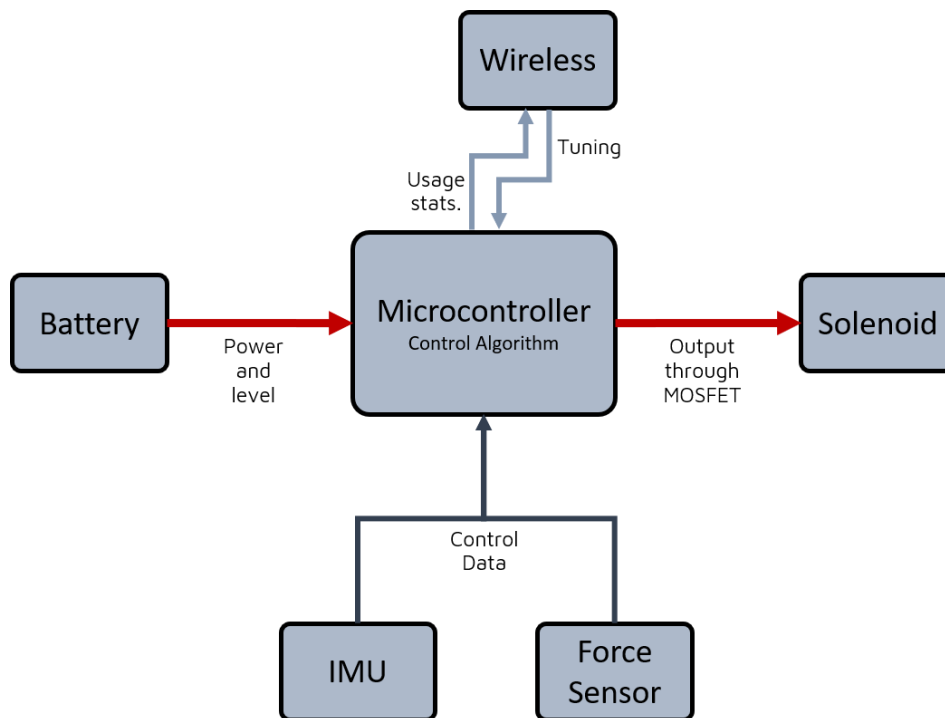 Wireless
Tuning
Usage
stats.
Battery
Microcontroller
Control Algorithm
Solenoid
Power
and
level
Output
through
MOSFET
Control
Data
IMU
Force
Sensor